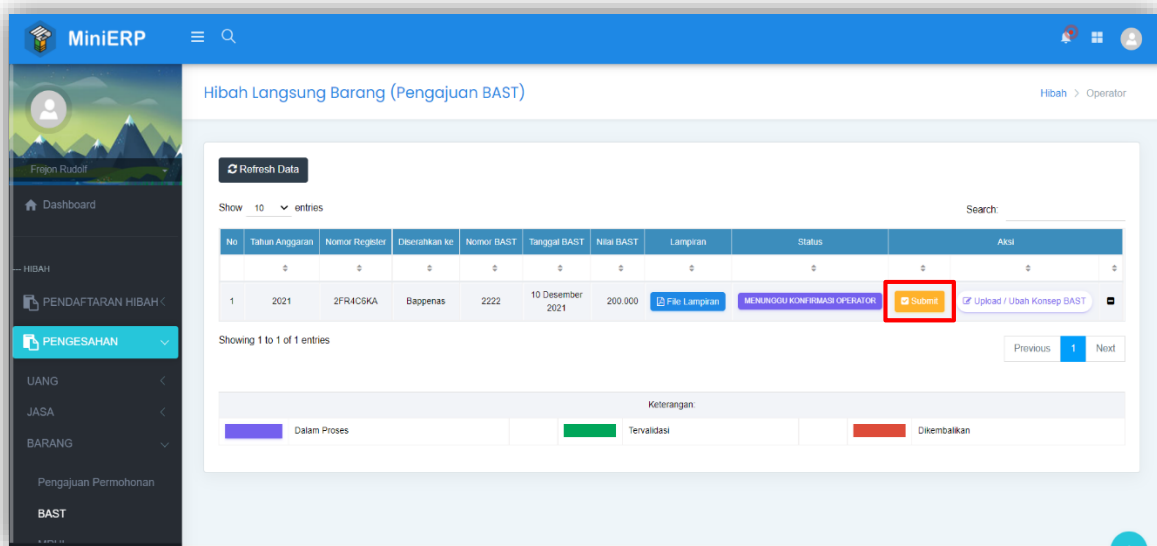 MiniERP
Hibah Langsung Barang (Pengajuan BAST)
Hibah > Operator
Frejon Rudolf
Dashboard
--- HIBAH
PENDAFTARAN HIBAH
PENGESAHAN
UANG
JASA
BARANG
Pengajuan Permohonan
BAST
Refresh Data
Show 10 entries
Search:
No Tahun Anggaran Nomor Register Diserahkan ke Nomor BAST Tanggal BAST Nilai BAST Lampiran Status Aksi
1 2021 2FR4C6KA Bappenas 2222 10 Desember 2021 200.000 File Lampiran MENUNGGU KONFIRMASI OPERATOR Submit Upload / Ubah Konsep BAST
Showing 1 to 1 of 1 entries
Previous 1 Next
Keterangan:
Dalam Proses Tervalidasi Dikembalikan